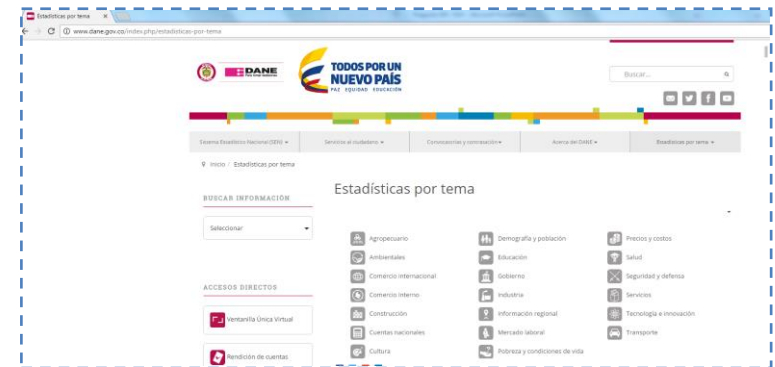 Estadísticas por tema
www.dane.gov.co/index.php/estadisticas-por-tema
DANE
TODOS POR UN
NUEVO PAÍS
PAZ EQUIDAD EDUCACIÓN
Buscar...
Sistema Estadístico Nacional (SEN)
Servicios al ciudadano
Convocatorias y contratación
Acerca del DANE
Estadísticas por tema
Inicio / Estadísticas por tema
BUSCAR INFORMACIÓN
Seleccionar
ACCESOS DIRECTOS
Ventanilla Única Virtual
Rendición de cuentas
Estadísticas por tema
Agropecuario
Ambientales
Comercio internacional
Comercio interno
Construcción
Cuentas nacionales
Cultura
Demografía y población
Educación
Gobierno
Industria
Información regional
Mercado laboral
Pobreza y condiciones de vida
Precios y costos
Salud
Seguridad y defensa
Servicios
Tecnología e innovación
Transporte